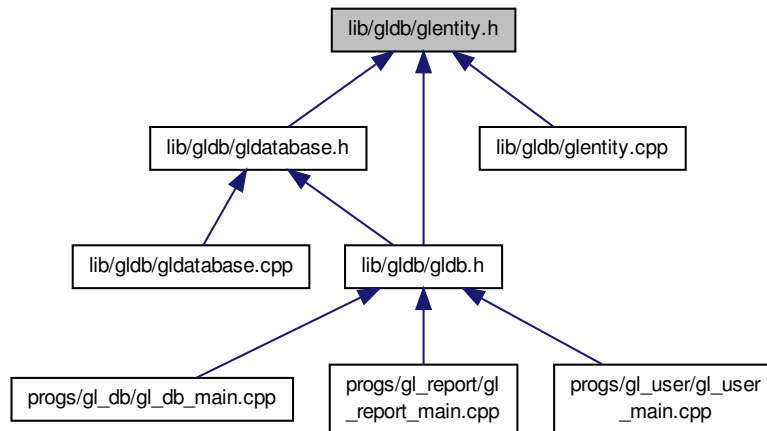 lib/gldb/glentity.h
lib/gldb/gldatabase.h
lib/gldb/glentity.cpp
lib/gldb/gldatabase.cpp
lib/gldb/gldb.h
progs/gl_db/gl_db_main.cpp
progs/gl_report/gl
_report_main.cpp
progs/gl_user/gl_user
_main.cpp